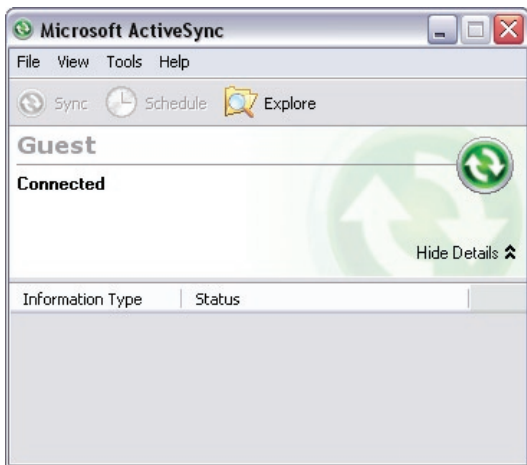 Microsoft ActiveSync
File View Tools Help
Sync Schedule Explore
Guest
Connected
Hide Details
Information Type Status